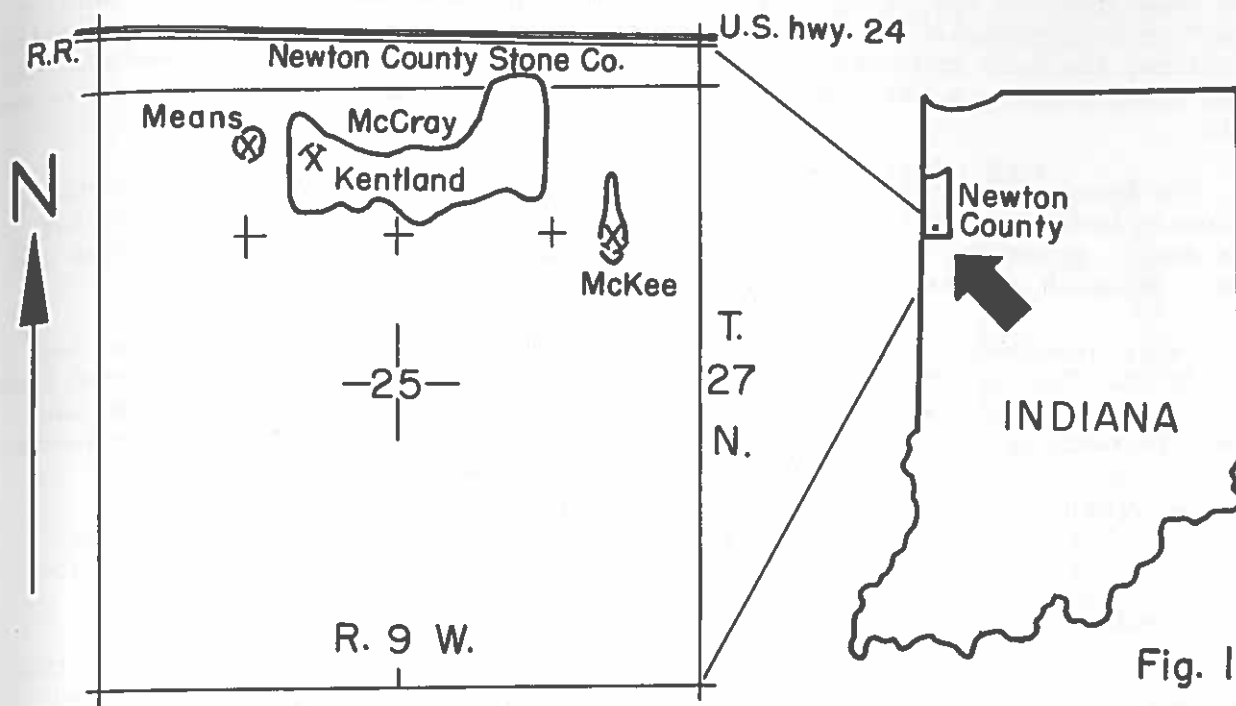 U.S. hwy. 24
R.R.
Newton County Stone Co.
Means
McCray
Kentland
N
McKee
T.
27
N.
-25-
R. 9 W.
Newton
County
INDIANA
Fig. 1